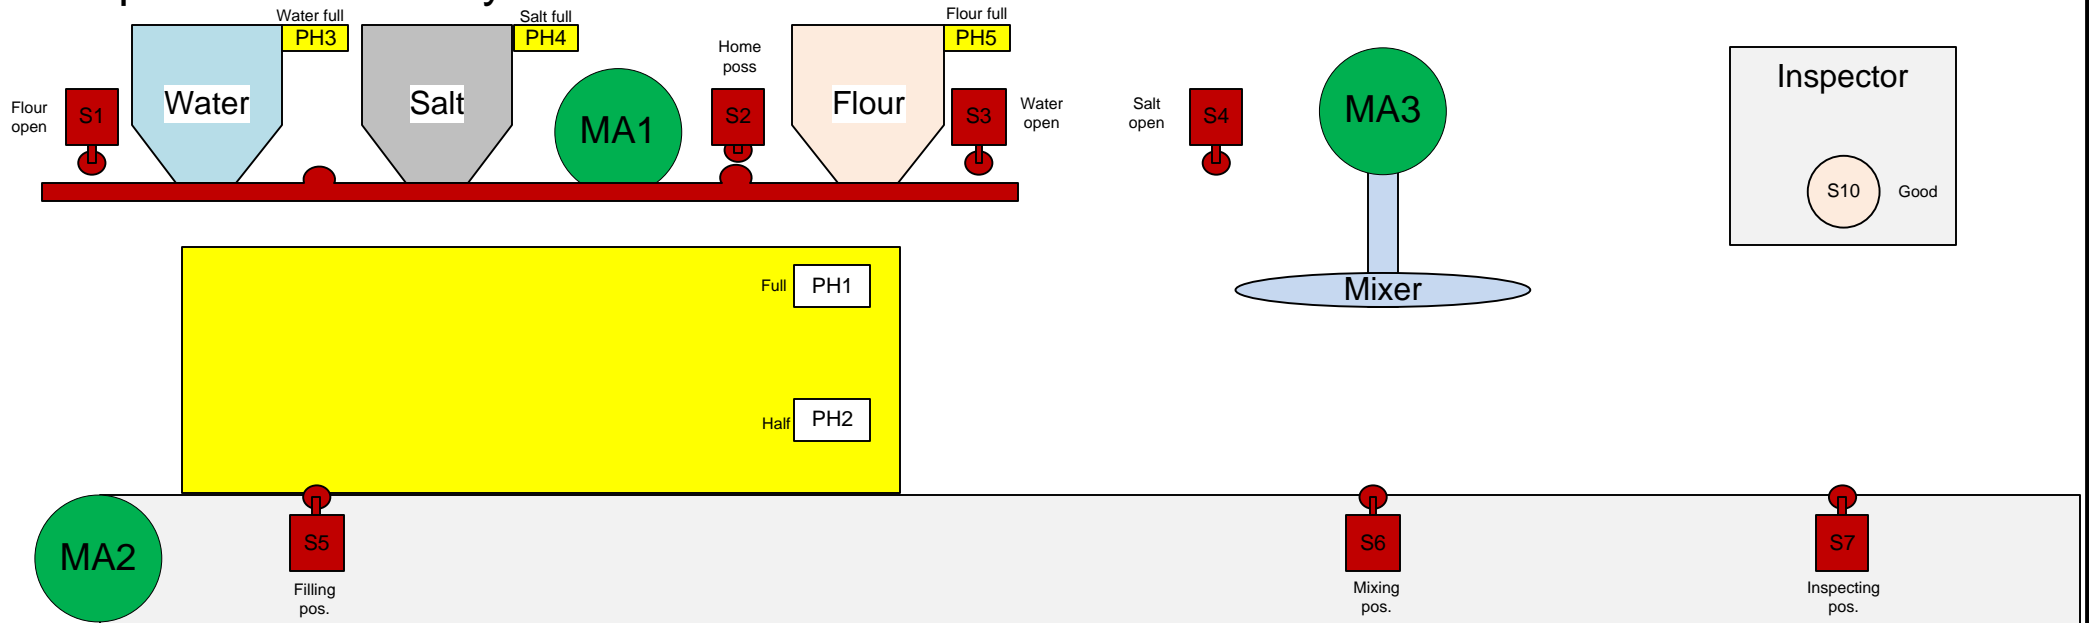 Water full
PH3
Salt full
PH4
Flour full
PH5
Home
poss
Flour
open
S1
Water
Salt
MA1
S2
Flour
S3
Water
open
Salt
open
S4
MA3
Inspector
S10
Good
Mixer
Full
PH1
Half
PH2
MA2
S5
Filling
pos.
S6
Mixing
pos.
S7
Inspecting
pos.